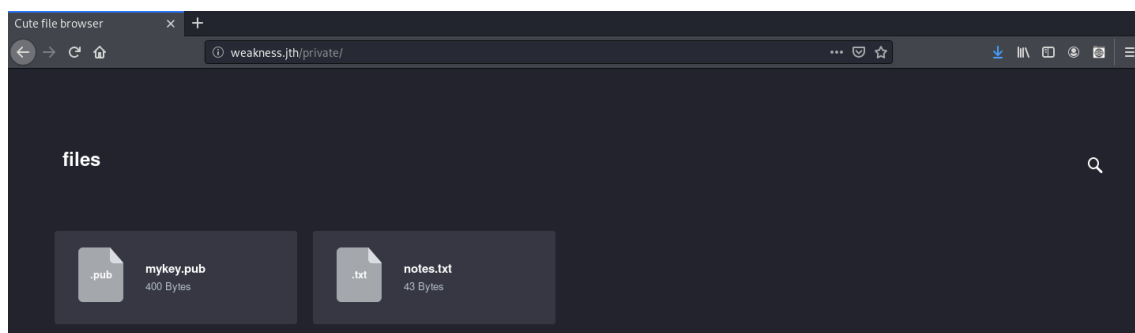 Cute file browser
weakness.jth/private/
files
.pub
mykey.pub
400 Bytes
.txt
notes.txt
43 Bytes